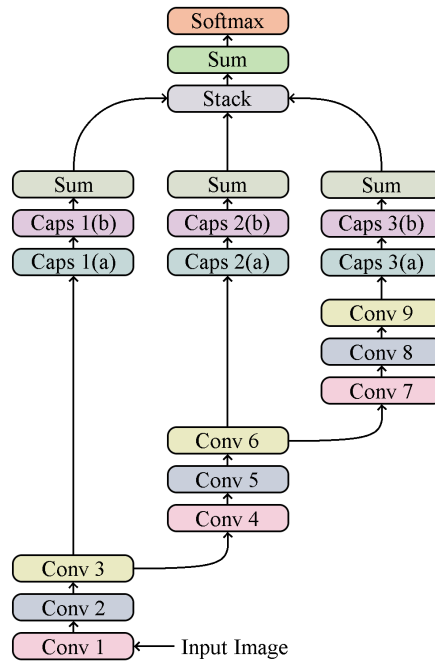 Softmax
Sum
Stack
Sum
Sum
Sum
Caps 1(b)
Caps 2(b)
Caps 3(b)
Caps 1(a)
Caps 2(a)
Caps 3(a)
Conv 9
Conv 8
Conv 7
Conv 6
Conv 5
Conv 4
Conv 3
Conv 2
Conv 1
Input Image